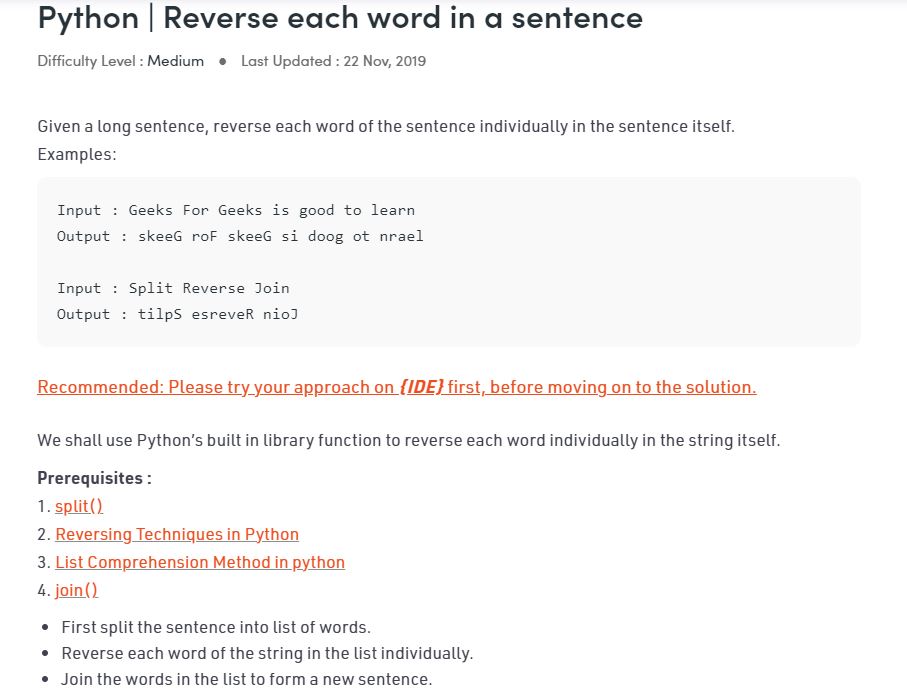 Python | Reverse each word in a sentence
Difficulty Level : Medium ● Last Updated : 22 Nov, 2019
Given a long sentence, reverse each word of the sentence individually in the sentence itself.
Examples:
Input : Geeks For Geeks is good to learn
Output : skeeG roF skeeG si doog ot nrael
Input : Split Reverse Join
Output : tilpS esreveR nioJ
Recommended: Please try your approach on {IDE} first, before moving on to the solution.
We shall use Python's built in library function to reverse each word individually in the string itself.
Prerequisites :
1. split()
2. Reversing Techniques in Python
3. List Comprehension Method in python
4. join()
• First split the sentence into list of words.
• Reverse each word of the string in the list individually.
• Join the words in the list to form a new sentence.